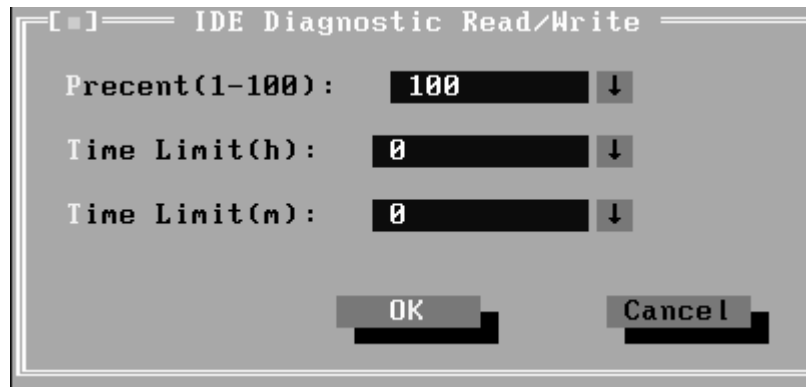 [■] IDE Diagnostic Read/Write
Precent(1-100): 100 ↓
Time Limit(h): 0 ↓
Time Limit(m): 0 ↓
OK Cancel